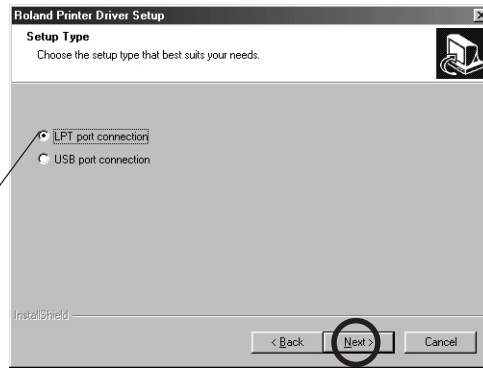 Roland Printer Driver Setup
Setup Type
Choose the setup type that best suits your needs.
LPT port connection
USB port connection
InstallShield
< Back Next > Cancel